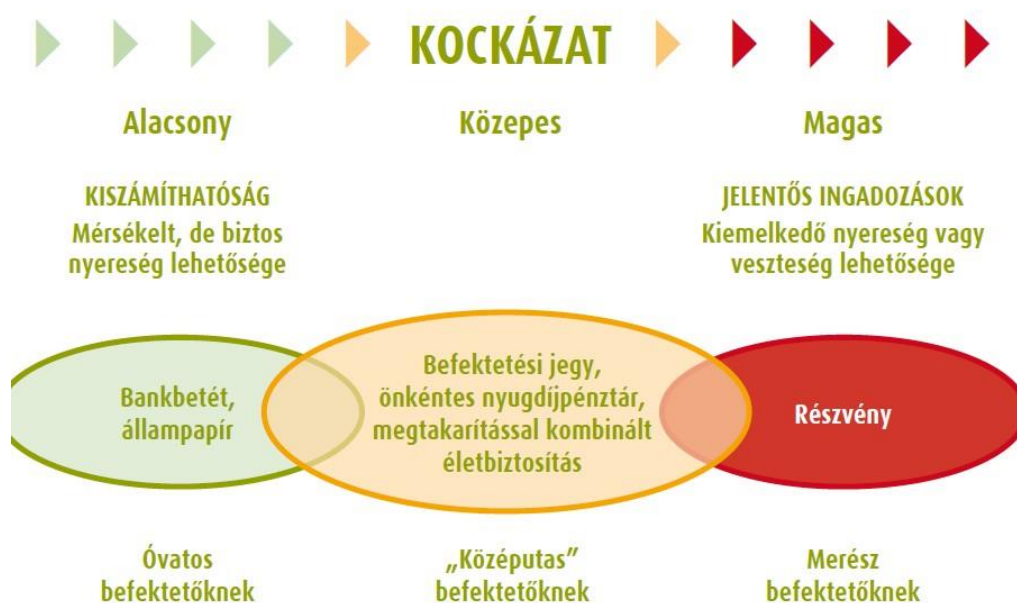 KOCKÁZAT
Alacsony
Közepes
Magas
KISZÁMÍTHATÓSÁG
Mérsékelt, de biztos
nyereség lehetősége
JELENTŐS INGADOZÁSOK
Kiemelkedő nyereség vagy
veszteség lehetősége
Bankbetét,
állampapír
Befektetési jegy,
önkéntes nyugdíjpénztár,
megtakarítással kombinált
életbiztosítás
Részvény
Óvatos
befektetőknek
„Középutas”
befektetőknek
Merész
befektetőknek